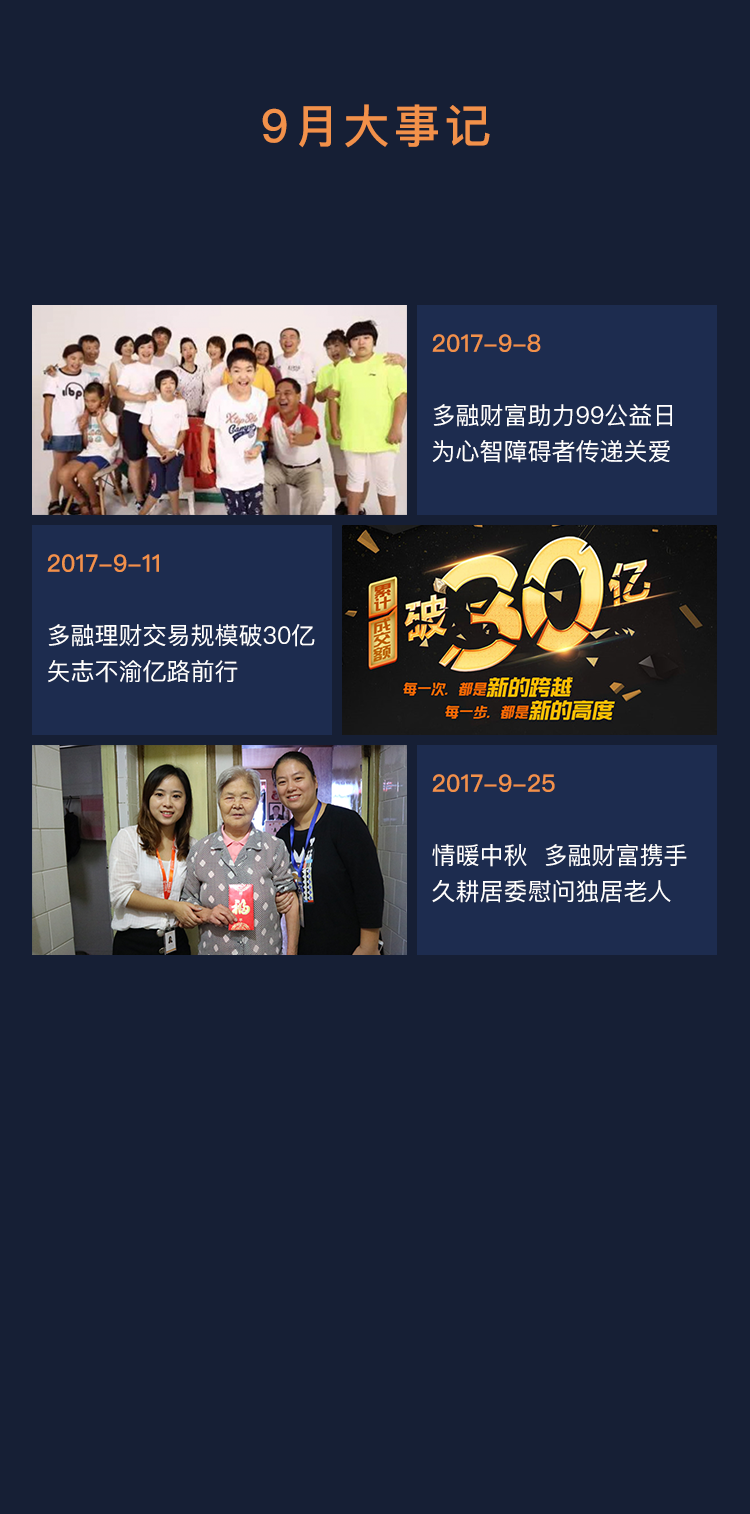 9月大事记
2017-9-8
多融财富助力99公益日
为心智障碍者传递关爱
2017-9-11
多融理财交易规模破30亿
矢志不渝亿路前行
累计成交额
破30亿
每一次. 都是新的跨越
每一步. 都是新的高度
2017-9-25
情暖中秋 多融财富携手
久耕居委慰问独居老人
福